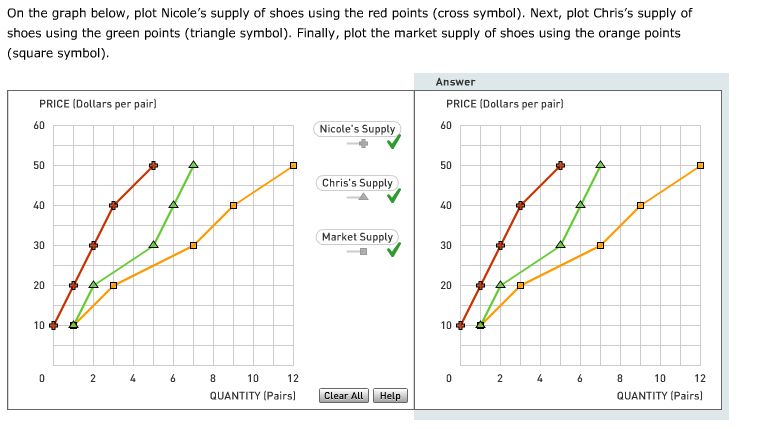 On the graph below, plot Nicole's supply of shoes using the red points (cross symbol). Next, plot Chris's supply of
shoes using the green points (triangle symbol). Finally, plot the market supply of shoes using the orange points
(square symbol).
Answer
PRICE (Dollars per pair)
60
50
40
30
20
10
0 2 4 6 8 10 12
QUANTITY (Pairs)
Nicole's Supply
Chris's Supply
Market Supply
Clear All Help
PRICE (Dollars per pair)
60
50
40
30
20
10
0 2 4 6 8 10 12
QUANTITY (Pairs)